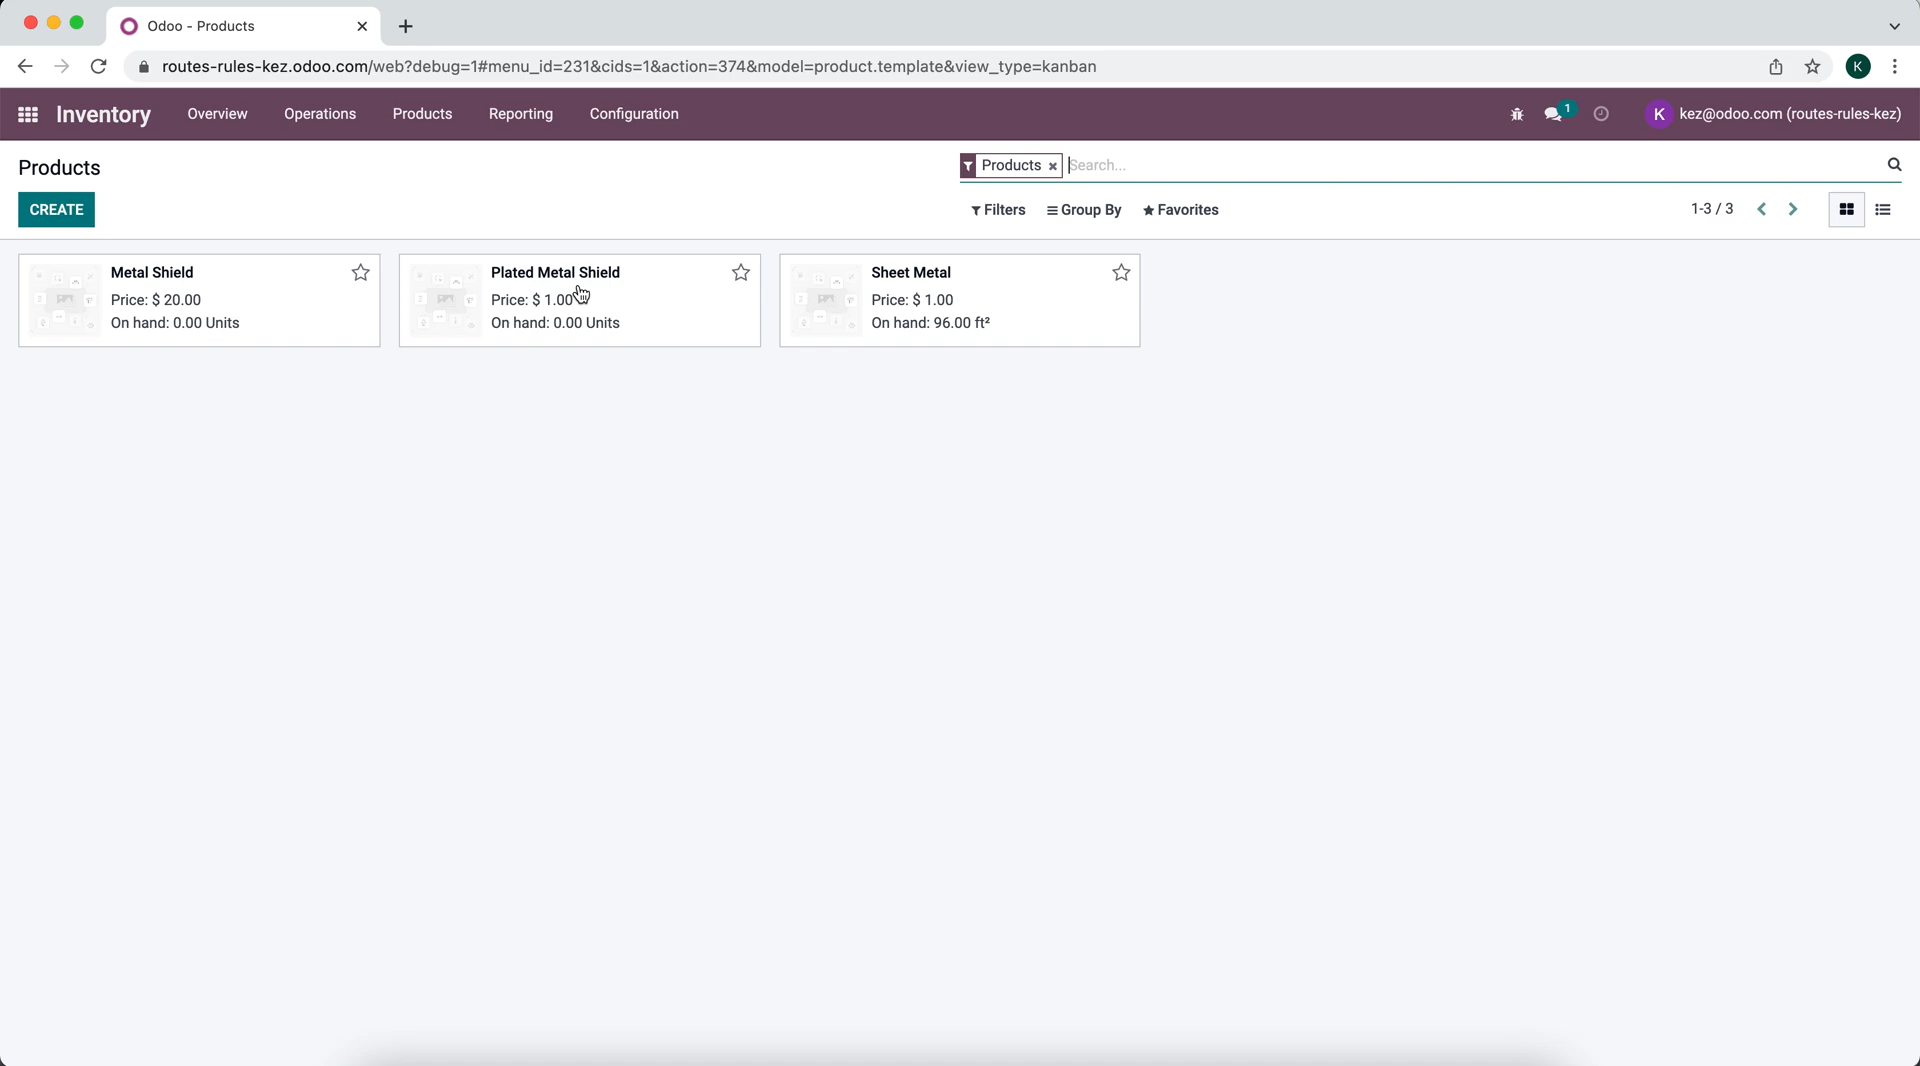 Odoo - Products
routes-rules-kez.odoo.com/web?debug=1#menu_id=231&cids=1&action=374&model=product.template&view_type=kanban
K
Inventory Overview Operations Products Reporting Configuration 1 K kez@odoo.com (routes-rules-kez)
Products
Products Search...
CREATE
Filters Group By Favorites 1-3 / 3
Metal Shield
Price: $ 20.00
On hand: 0.00 Units
Plated Metal Shield
Price: $ 1.00
On hand: 0.00 Units
Sheet Metal
Price: $ 1.00
On hand: 96.00 ft²